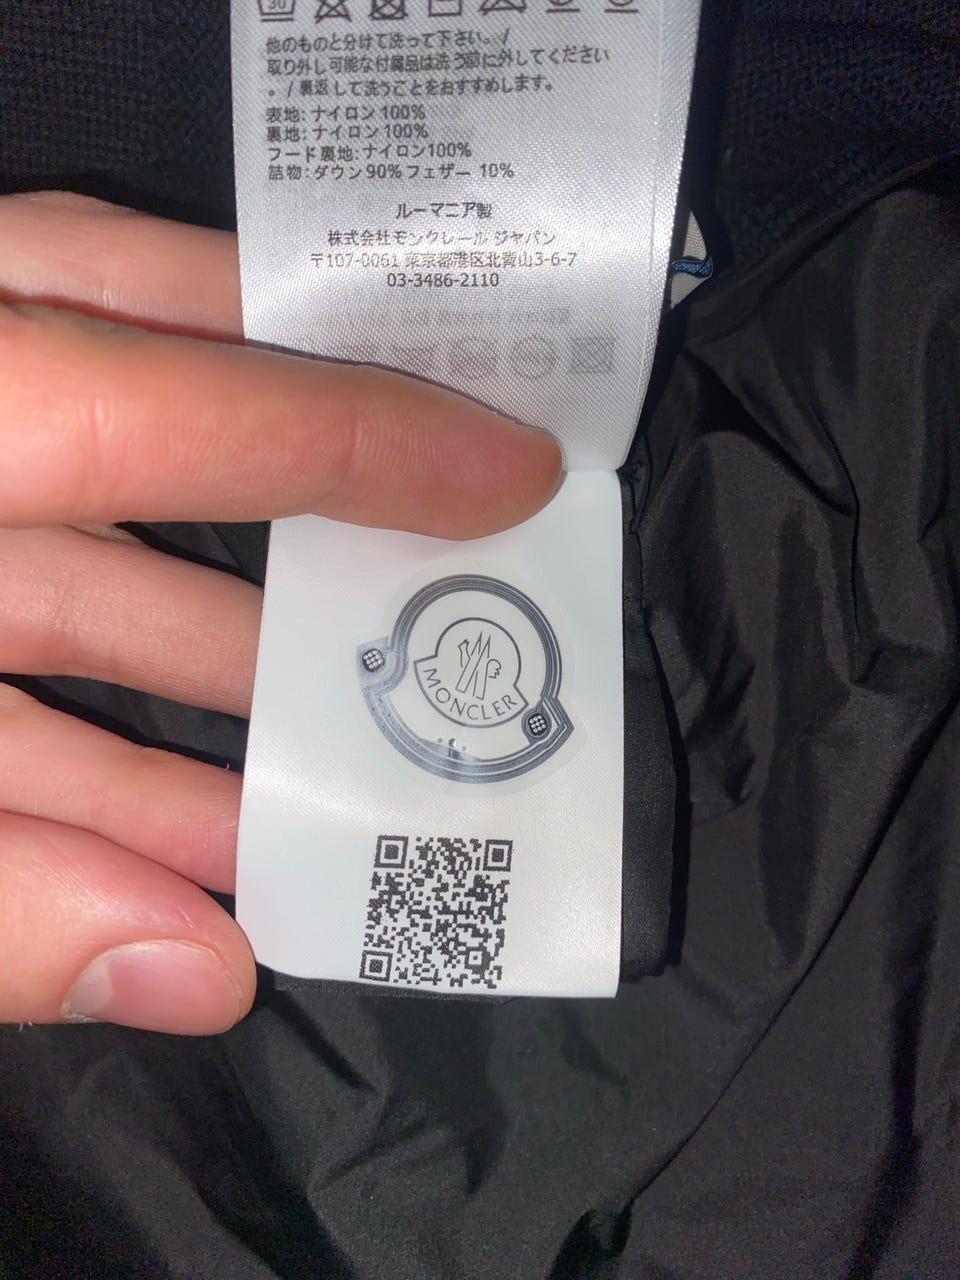 30
他のものと分けて洗って下さい。/
取り外し可能な付属品は洗う前に外してください
。/ 裏返して洗うことをおすすめします。
表地: ナイロン 100%
裏地: ナイロン 100%
フード裏地: ナイロン100%
詰物: ダウン 90% フェザー 10%
ルーマニア製
株式会社モンクレール ジャパン
〒107-0061 東京都港区北青山3-6-7
03-3486-2110
MONCLER